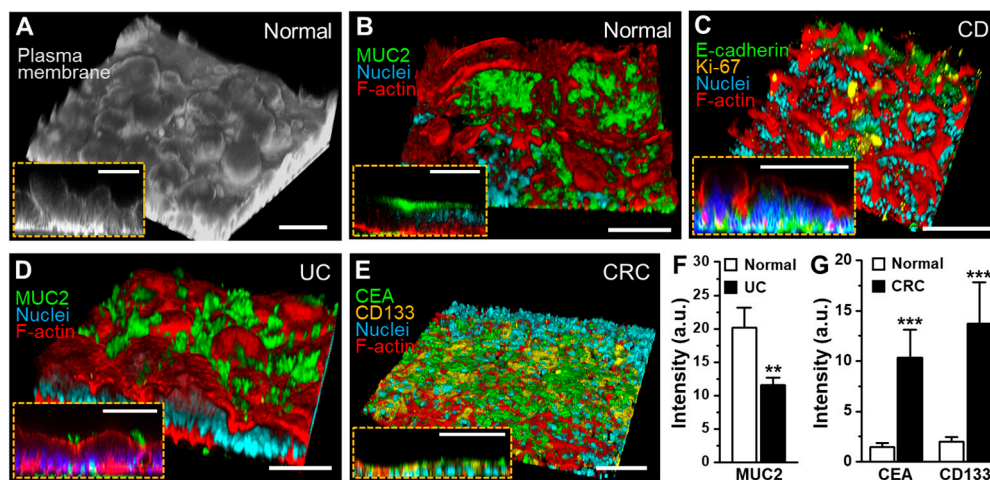 A
Normal
Plasma
membrane
B
Normal
MUC2
Nuclei
F-actin
C
CD
E-cadherin
Ki-67
Nuclei
F-actin
D
UC
MUC2
Nuclei
F-actin
E
CRC
CEA
CD133
Nuclei
F-actin
F
Normal
UC
Intensity (a.u.)
30
25
20
15
10
5
0
**
MUC2
G
Normal
CRC
Intensity (a.u.)
20
15
10
5
0
***
***
CEA CD133